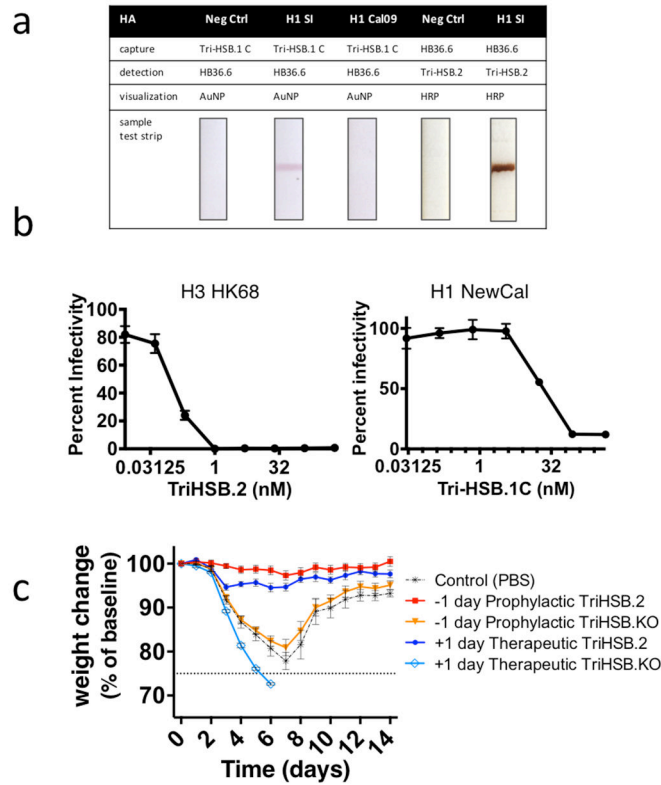 a
HA Neg Ctrl H1 SI H1 Cal09 Neg Ctrl H1 SI
capture Tri-HSB.1 C Tri-HSB.1 C Tri-HSB.1 C HB36.6 HB36.6
detection HB36.6 HB36.6 HB36.6 Tri-HSB.2 Tri-HSB.2
visualization AuNP AuNP AuNP HRP HRP
sample
test strip
b
H3 HK68
Percent Infectivity
100
80
60
40
20
0
0.03125 1 32
TriHSB.2 (nM)
H1 NewCal
Percent infectivity
100
50
0
0.03125 1 32
Tri-HSB.1C (nM)
c
weight change
(% of baseline)
100
90
80
70
0 2 4 6 8 10 12 14
Time (days)
Control (PBS)
-1 day Prophylactic TriHSB.2
-1 day Prophylactic TriHSB.KO
+1 day Therapeutic TriHSB.2
+1 day Therapeutic TriHSB.KO